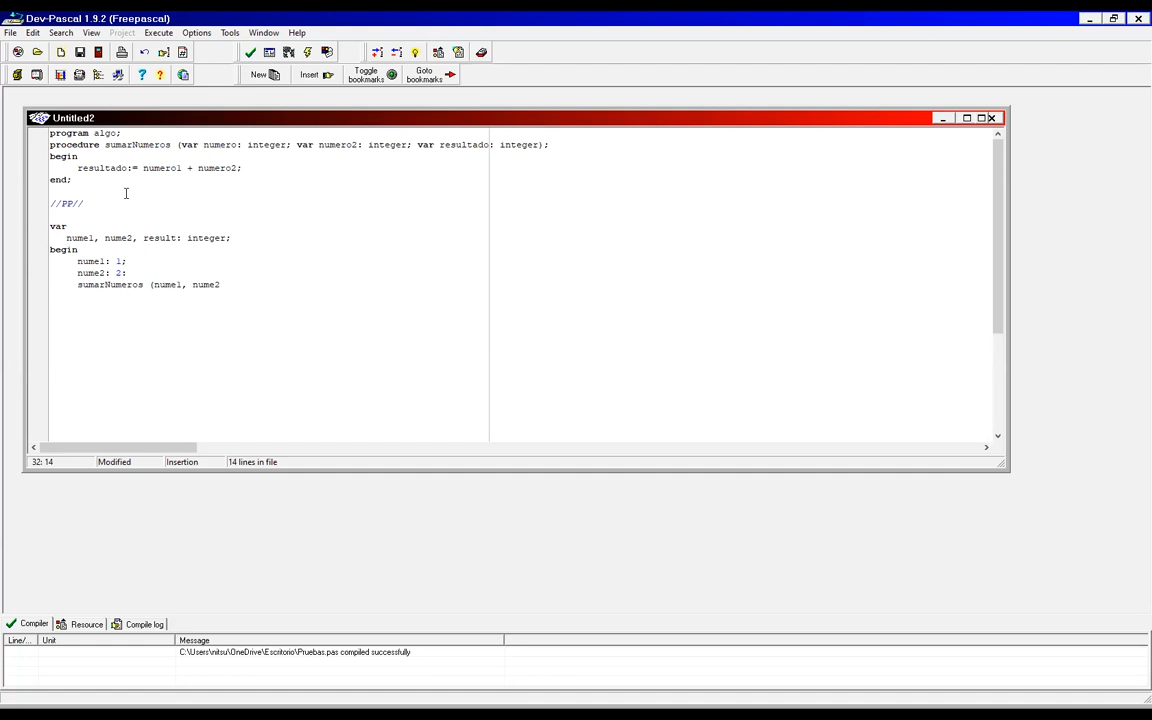 Dev-Pascal 1.9.2 (Freepascal)
File Edit Search View Project Execute Options Tools Window Help
New Insert Toggle bookmarks Goto bookmarks
Untitled2
program algo;
procedure sumarNumeros (var numero: integer; var numero2: integer; var resultado: integer);
begin
resultado:= numero1 + numero2;
end;
//PP//
var
nume1, nume2, result: integer;
begin
nume1: 1;
nume2: 2:
sumarNumeros (nume1, nume2
32: 14 Modified Insertion 14 lines in file
Compiler Resource Compile log
Line/... Unit Message
C:\Users\nitsu\OneDrive\Escritorio\Pruebas.pas compiled successfully